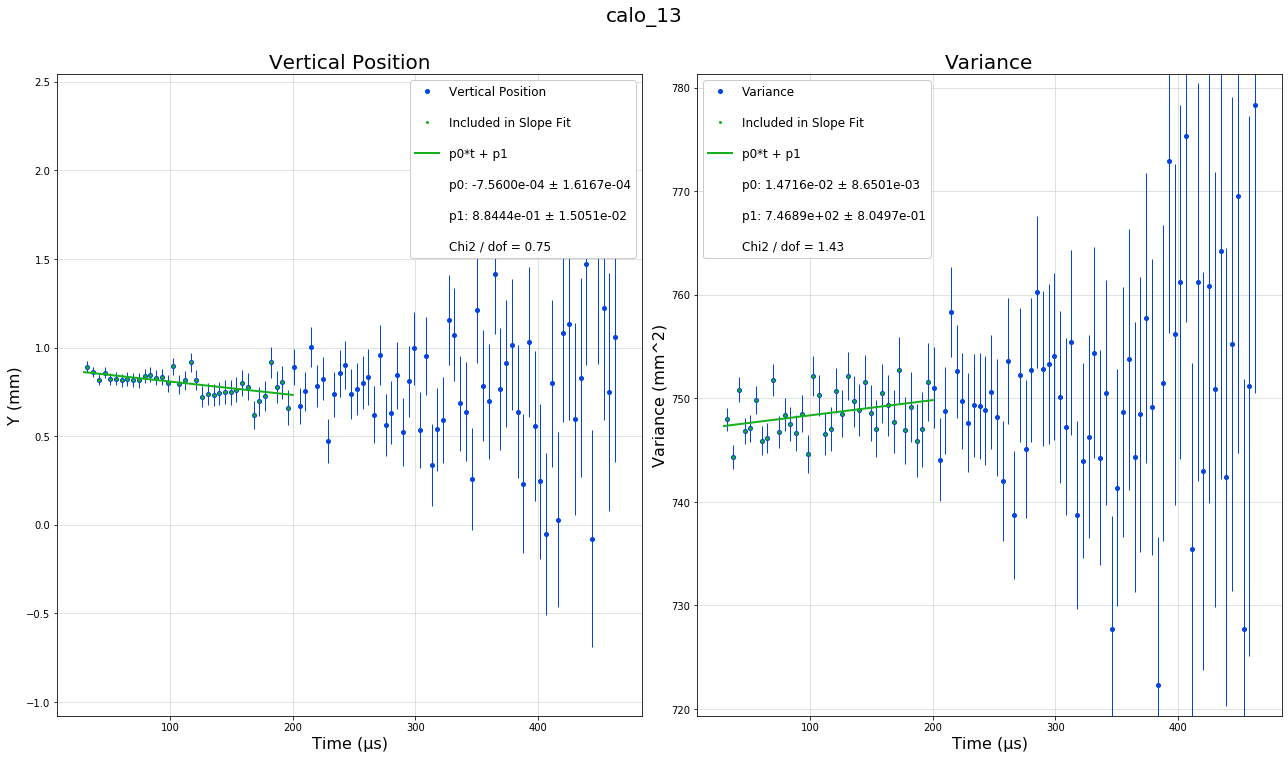 calo_13
Vertical Position
Vertical Position
Included in Slope Fit
p0*t + p1
p0: -7.5600e-04 ± 1.6167e-04
p1: 8.8444e-01 ± 1.5051e-02
Chi2 / dof = 0.75
2.5
2.0
1.5
1.0
0.5
0.0
−0.5
−1.0
Y (mm)
100
200
300
400
Time (μs)
Variance
Variance
Included in Slope Fit
p0*t + p1
p0: 1.4716e-02 ± 8.6501e-03
p1: 7.4689e+02 ± 8.0497e-01
Chi2 / dof = 1.43
780
770
760
750
740
730
720
Variance (mm^2)
100
200
300
400
Time (μs)